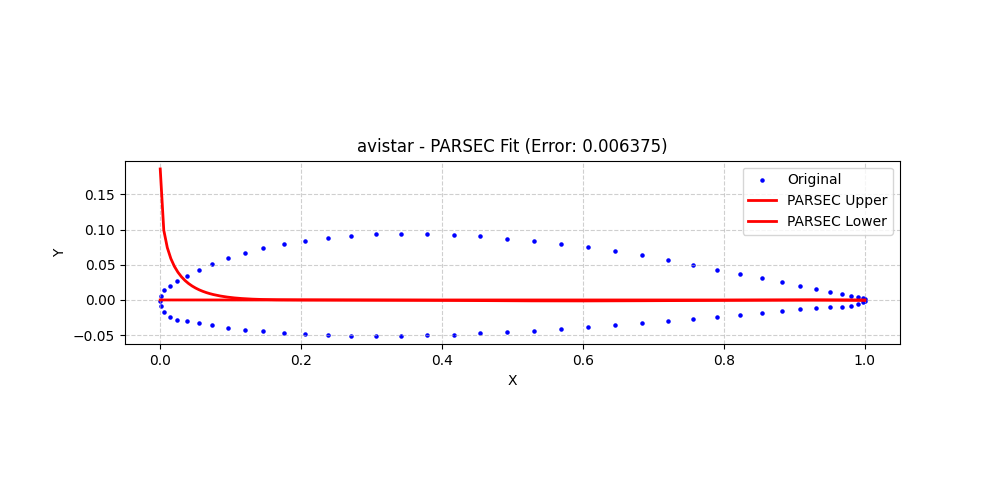 avistar - PARSEC Fit (Error: 0.006375)
Original
PARSEC Upper
PARSEC Lower
0.15
0.10
0.05
0.00
−0.05
Y
0.0 0.2 0.4 0.6 0.8 1.0
X